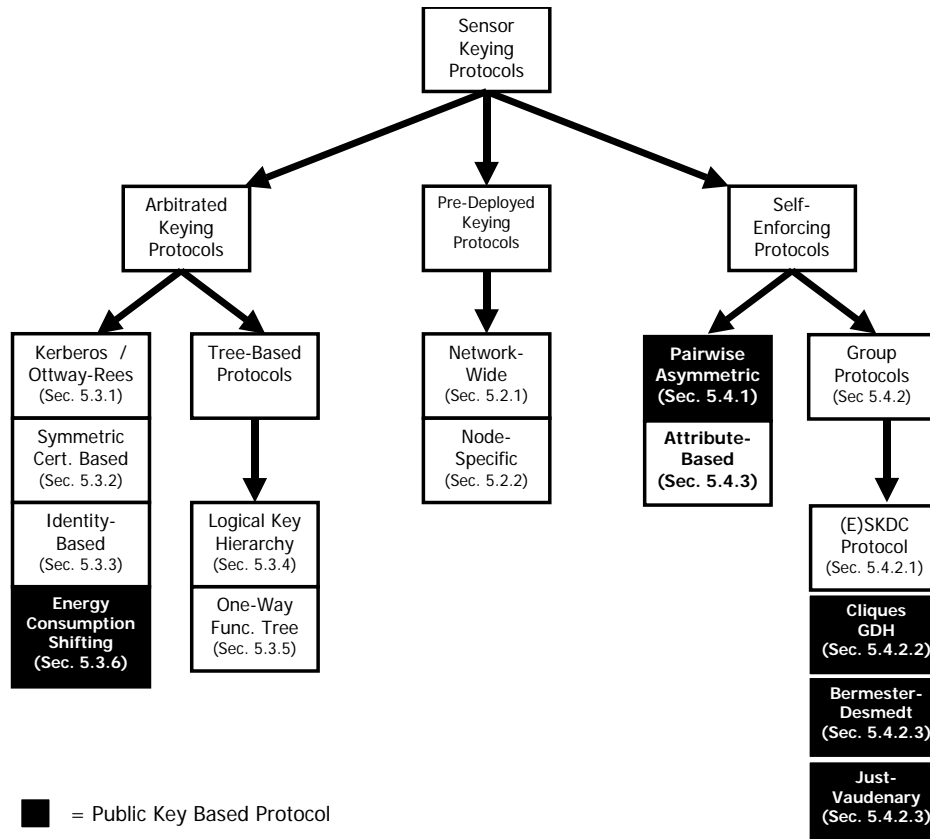 Sensor
Keying
Protocols
Arbitrated
Keying
Protocols
Pre-Deployed
Keying
Protocols
Self-
Enforcing
Protocols
Kerberos /
Ottway-Rees
(Sec. 5.3.1)
Symmetric
Cert. Based
(Sec. 5.3.2)
Identity-
Based
(Sec. 5.3.3)
Energy
Consumption
Shifting
(Sec. 5.3.6)
Tree-Based
Protocols
Logical Key
Hierarchy
(Sec. 5.3.4)
One-Way
Func. Tree
(Sec. 5.3.5)
Network-
Wide
(Sec. 5.2.1)
Node-
Specific
(Sec. 5.2.2)
Pairwise
Asymmetric
(Sec. 5.4.1)
Attribute-
Based
(Sec. 5.4.3)
Group
Protocols
(Sec 5.4.2)
(E)SKDC
Protocol
(Sec. 5.4.2.1)
Cliques
GDH
(Sec. 5.4.2.2)
Bermester-
Desmedt
(Sec. 5.4.2.3)
Just-
Vaudenary
(Sec. 5.4.2.3)
= Public Key Based Protocol